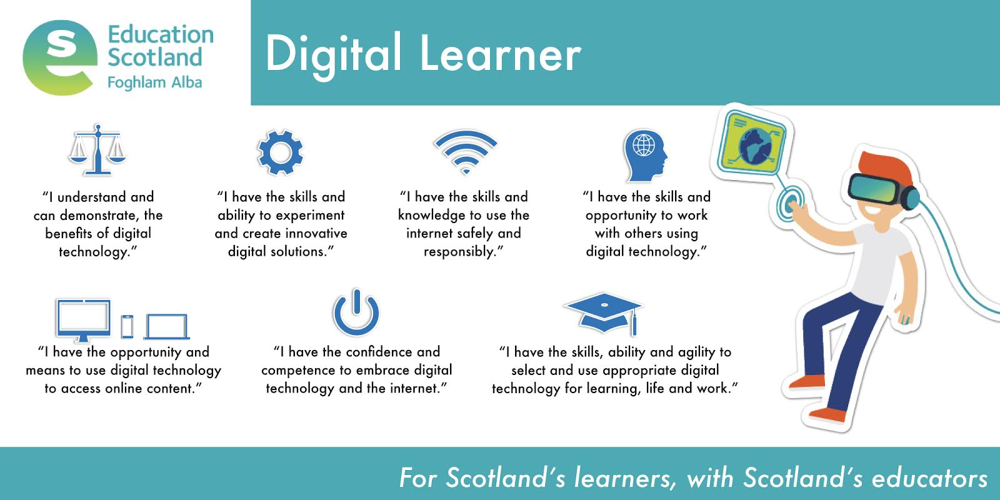 Education
Scotland
Foghlam Alba
Digital Learner
“I understand and
can demonstrate, the
benefits of digital
technology.”
“I have the skills and
ability to experiment
and create innovative
digital solutions.”
“I have the skills and
knowledge to use the
internet safely and
responsibly.”
“I have the skills and
opportunity to work
with others using
digital technology.”
“I have the opportunity and
means to use digital technology
to access online content.”
“I have the confidence and
competence to embrace digital
technology and the internet.”
“I have the skills, ability and agility to
select and use appropriate digital
technology for learning, life and work.”
For Scotland’s learners, with Scotland’s educators